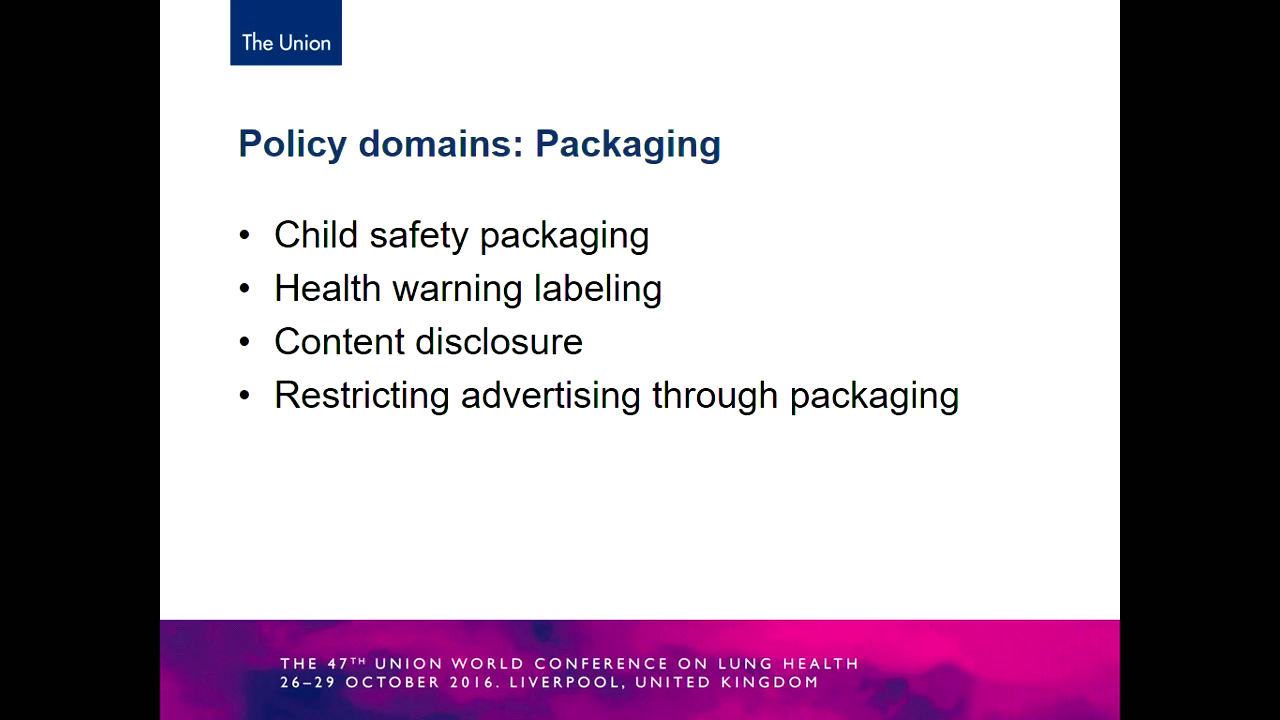 The Union
Policy domains: Packaging
• Child safety packaging
• Health warning labeling
• Content disclosure
• Restricting advertising through packaging
THE 47TH UNION WORLD CONFERENCE ON LUNG HEALTH
26–29 OCTOBER 2016. LIVERPOOL, UNITED KINGDOM